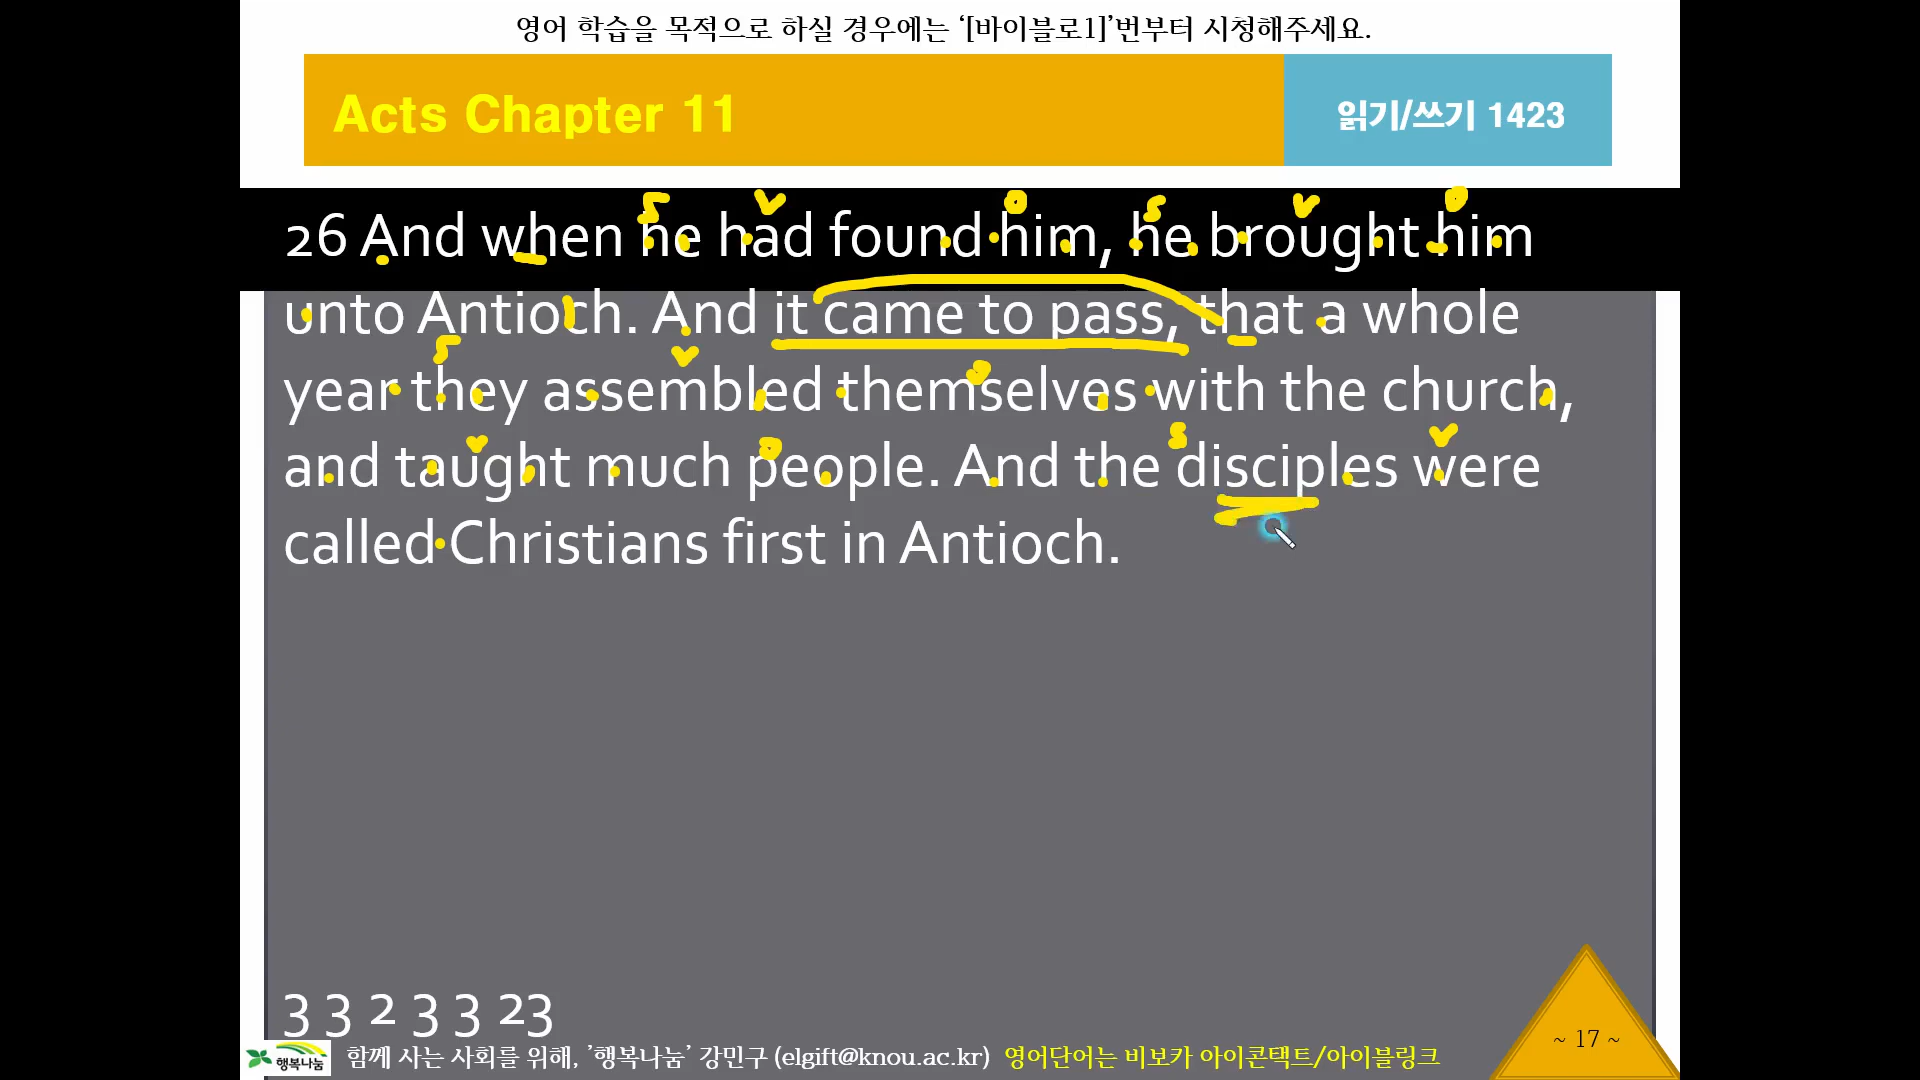 영어 학습을 목적으로 하실 경우에는 ‘[바이블로1]’번부터 시청해주세요.
Acts Chapter 11
읽기/쓰기 1423
26 And when he had found him, he brought him
unto Antioch. And it came to pass, that a whole
year they assembled themselves with the church,
and taught much people. And the disciples were
called Christians first in Antioch.
3 3 2 3 3 23
~ 17 ~
행복나눔
함께 사는 사회를 위해, ’행복나눔’ 강민구 (elgift@knou.ac.kr) 영어단어는 비보카 아이콘택트/아이블링크